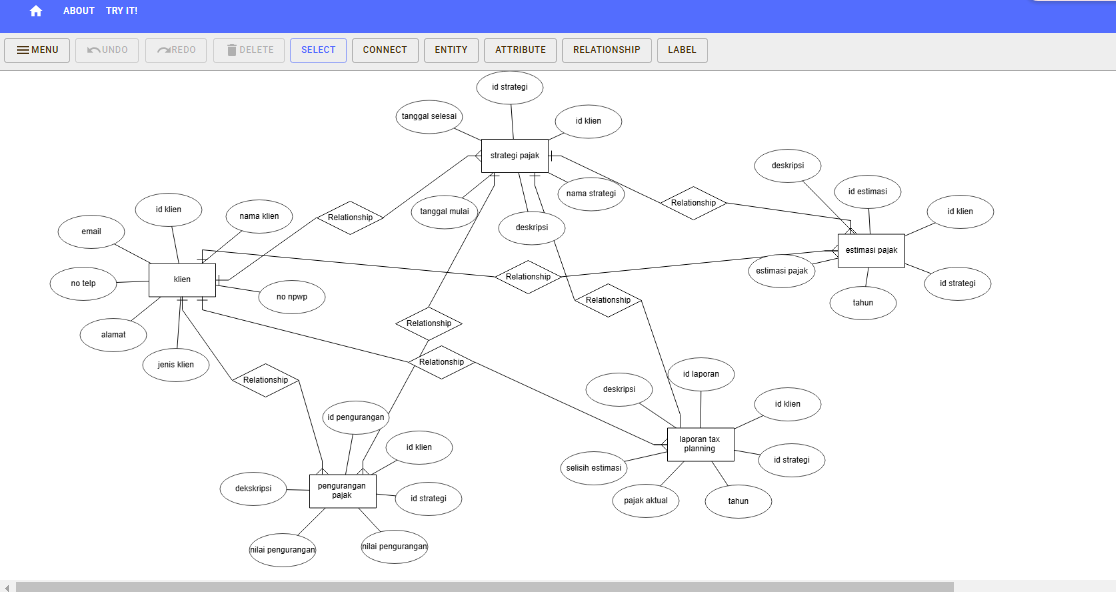 ABOUT TRY IT!
MENU UNDO REDO DELETE SELECT CONNECT ENTITY ATTRIBUTE RELATIONSHIP LABEL
id strategi
tanggal selesai
id klien
strategi pajak
deskripsi
id estimasi
nama strategi
id klien
nama klien
tanggal mulai
Relationship
Relationship
id klien
email
deskripsi
estimasi pajak
klien
Relationship
estimasi pajak
no telp
id strategi
no npwp
Relationship
tahun
alamat
Relationship
jenis klien
Relationship
Relationship
id laporan
deskripsi
id klien
id pengurangan
laporan tax
planning
id klien
id strategi
selisih estimasi
dekskripsi
pengurangan
pajak
id strategi
pajak aktual
tahun
nilai pengurangan
nilai pengurangan